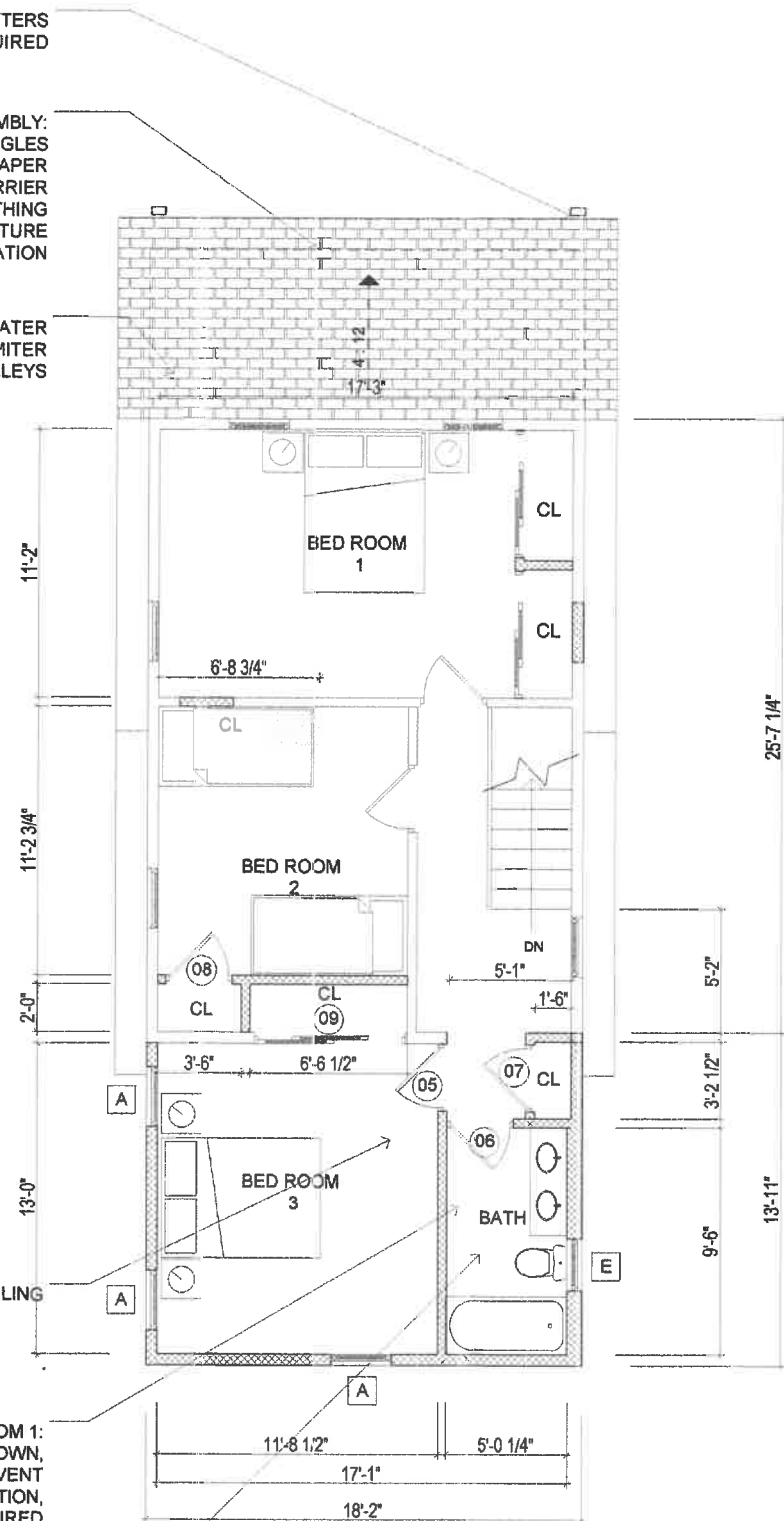 TTERS
UIRED
MBLY:
GLES
APER
RRIER
THING
TURE
ATION
ATER
MITER
LLEYS
4 : 12
17'-3"
CL
BED ROOM
1
11'-2"
CL
6'-8 3/4"
CL
25'-7 1/4"
11'-2 3/4"
BED ROOM
2
DN
08
5'-1"
5'-2"
CL
CL
09
1'-6"
2'-0"
3'-6"
6'-6 1/2"
05
07
CL
3'-2 1/2"
A
06
BED ROOM
3
13'-0"
BATH
13'-11"
9'-6"
E
LING
A
A
OM 1:
OWN,
VENT
TION,
UIRED
11'-8 1/2"
5'-0 1/4"
17'-1"
18'-2"